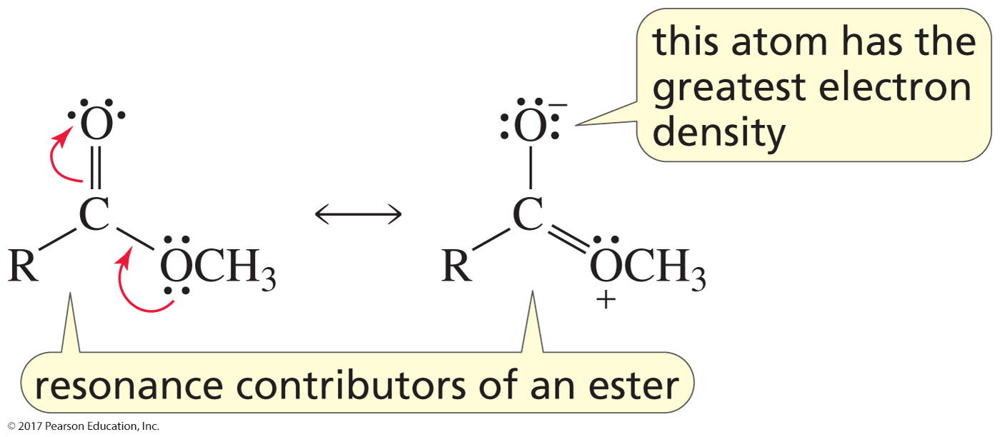 this atom has the
greatest electron
density
O
O −
C
C
R
OCH3
R
OCH3
+
resonance contributors of an ester
© 2017 Pearson Education, Inc.